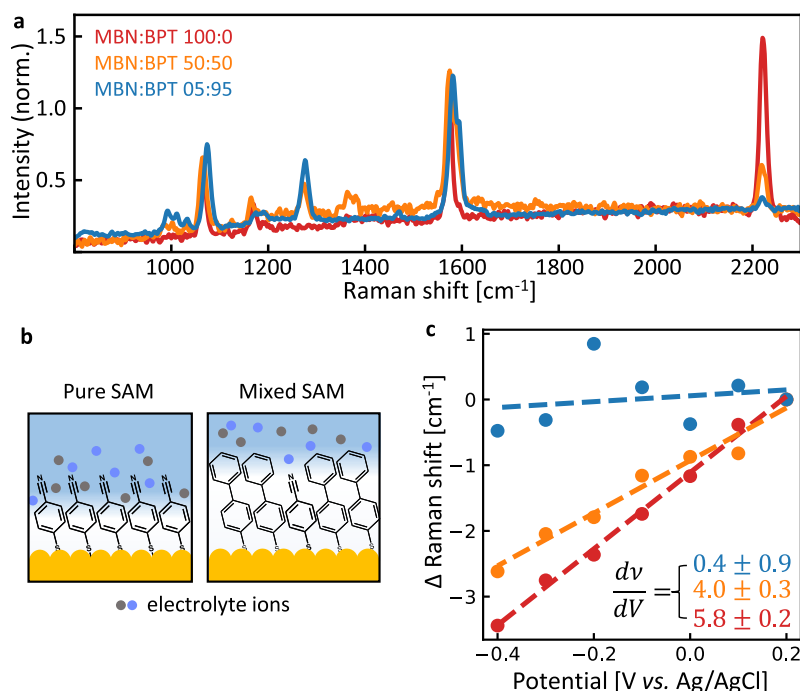 a
MBN:BPT 100:0
MBN:BPT 50:50
MBN:BPT 05:95
Intensity (norm.)
1.5
1.0
0.5
1000 1200 1400 1600 1800 2000 2200
Raman shift [cm⁻¹]
b
Pure SAM Mixed SAM
N N N N N
N
S S S S S
S S S S S
electrolyte ions
c
Δ Raman shift [cm⁻¹]
1
0
−1
−2
−3
dν/dV =
0.4 ± 0.9
4.0 ± 0.3
5.8 ± 0.2
−0.4 −0.2 0.0 0.2
Potential [V vs. Ag/AgCl]